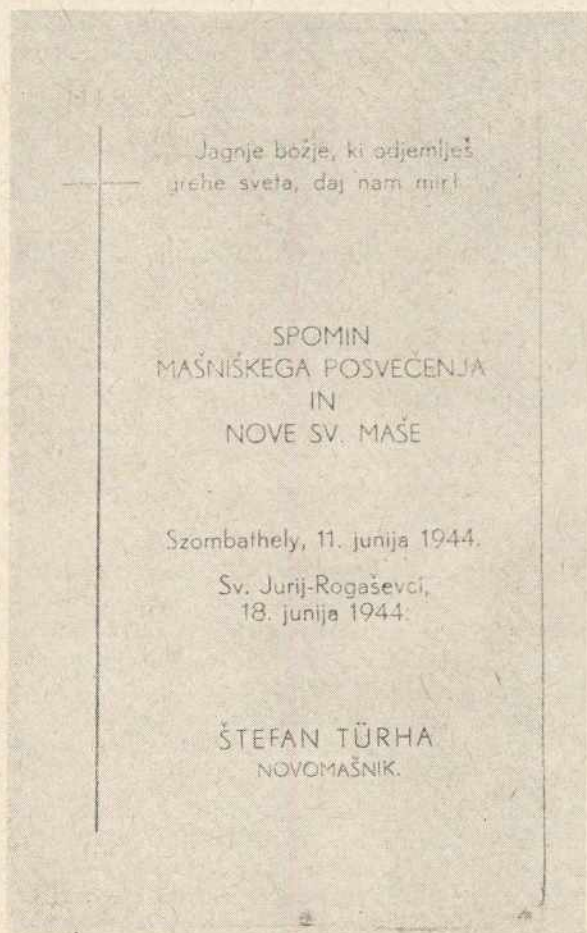 Jagnje božje, ki odjemlješ
grehe sveta, daj nam mir!
SPOMIN
MAŠNIŠKEGA POSVEČENJA
IN
NOVE SV. MAŠE
Szombathely, 11. junija 1944.
Sv. Jurij-Rogaševci,
18. junija 1944.
ŠTEFAN TÜRHA
NOVOMAŠNIK.